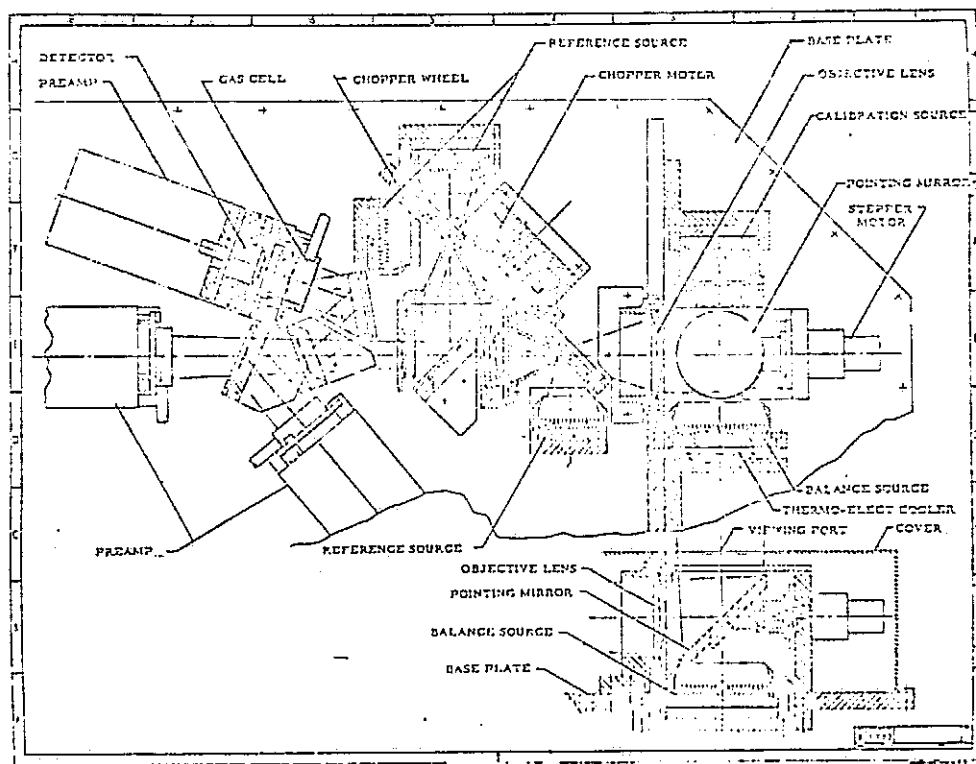 REFERENCE SOURCE
BASE PLATE
DETECTOR
PREAMP
GAS CELL
CHOPPER WHEEL
CHOPPER MOTOR
OBJECTIVE LENS
CALIBRATION SOURCE
POINTING MIRROR
STEPPER
MOTOR
BALANCE SOURCE
THERMO-ELECT COOLER
PREAMP
REFERENCE SOURCE
VIEWING PORT
COVER
OBJECTIVE LENS
POINTING MIRROR
BALANCE SOURCE
BASE PLATE